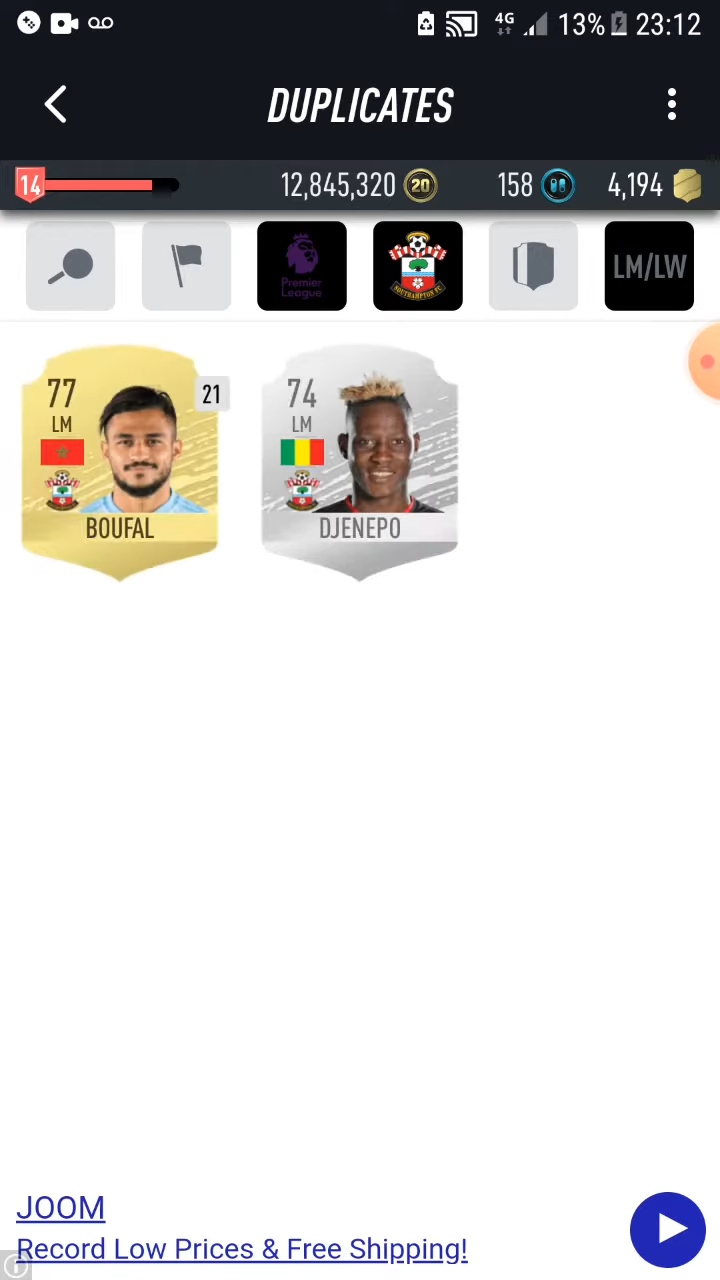 4G 13% 23:12
DUPLICATES
14 12,845,320 20 158 4,194
Premier
League
SOUTHAMPTON FC
LM/LW
77
LM
21
BOUFAL
74
LM
DJENEPO
JOOM
Record Low Prices & Free Shipping!